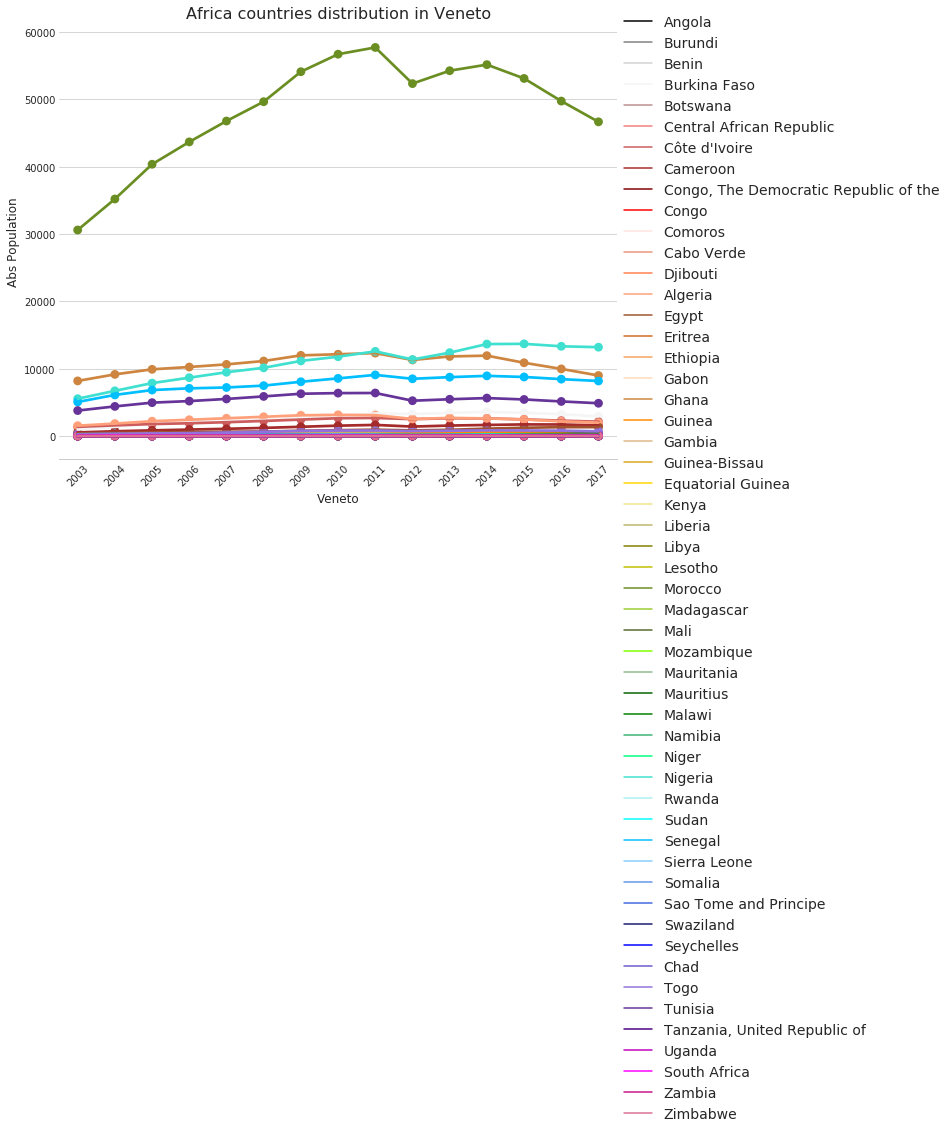 Africa countries distribution in Veneto
Abs Population
60000
50000
40000
30000
20000
10000
0
2003
2004
2005
2006
2007
2008
2009
2010
2011
2012
2013
2014
2015
2016
2017
Veneto
Angola
Burundi
Benin
Burkina Faso
Botswana
Central African Republic
Côte d'Ivoire
Cameroon
Congo, The Democratic Republic of the
Congo
Comoros
Cabo Verde
Djibouti
Algeria
Egypt
Eritrea
Ethiopia
Gabon
Ghana
Guinea
Gambia
Guinea-Bissau
Equatorial Guinea
Kenya
Liberia
Libya
Lesotho
Morocco
Madagascar
Mali
Mozambique
Mauritania
Mauritius
Malawi
Namibia
Niger
Nigeria
Rwanda
Sudan
Senegal
Sierra Leone
Somalia
Sao Tome and Principe
Swaziland
Seychelles
Chad
Togo
Tunisia
Tanzania, United Republic of
Uganda
South Africa
Zambia
Zimbabwe